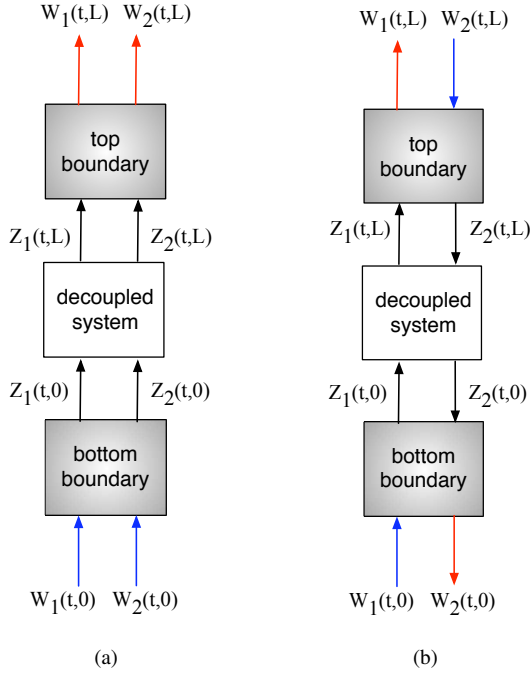 W₁(t,L) W₂(t,L)
top
boundary
Z₁(t,L) Z₂(t,L)
decoupled
system
Z₁(t,0) Z₂(t,0)
bottom
boundary
W₁(t,0) W₂(t,0)
(a)
W₁(t,L) W₂(t,L)
top
boundary
Z₁(t,L) Z₂(t,L)
decoupled
system
Z₁(t,0) Z₂(t,0)
bottom
boundary
W₁(t,0) W₂(t,0)
(b)